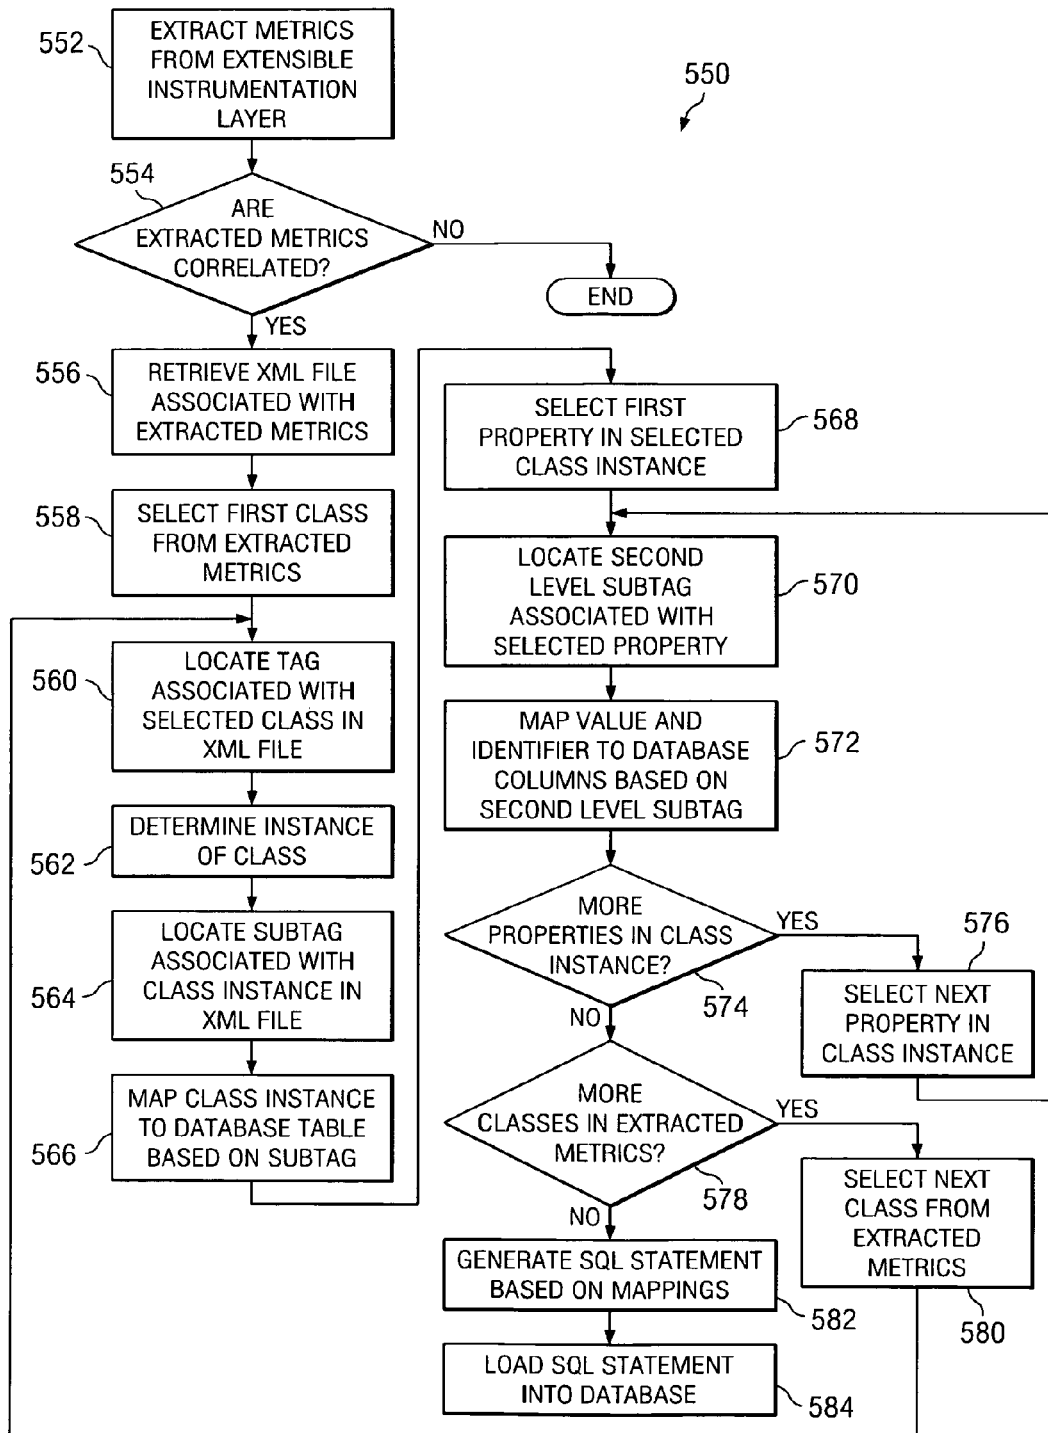 552
EXTRACT METRICS
FROM EXTENSIBLE
INSTRUMENTATION
LAYER
550
554
ARE
EXTRACTED METRICS
CORRELATED?
NO
END
YES
556
RETRIEVE XML FILE
ASSOCIATED WITH
EXTRACTED METRICS
558
SELECT FIRST CLASS
FROM EXTRACTED
METRICS
560
LOCATE TAG
ASSOCIATED WITH
SELECTED CLASS IN
XML FILE
562
DETERMINE INSTANCE
OF CLASS
564
LOCATE SUBTAG
ASSOCIATED WITH
CLASS INSTANCE IN
XML FILE
566
MAP CLASS INSTANCE
TO DATABASE TABLE
BASED ON SUBTAG
SELECT FIRST
PROPERTY IN SELECTED
CLASS INSTANCE
568
LOCATE SECOND
LEVEL SUBTAG
ASSOCIATED WITH
SELECTED PROPERTY
570
MAP VALUE AND
IDENTIFIER TO DATABASE
COLUMNS BASED ON
SECOND LEVEL SUBTAG
572
MORE
PROPERTIES IN CLASS
INSTANCE?
574
YES
576
SELECT NEXT
PROPERTY IN
CLASS INSTANCE
NO
MORE
CLASSES IN EXTRACTED
METRICS?
578
YES
SELECT NEXT
CLASS FROM
EXTRACTED
METRICS
580
NO
GENERATE SQL STATEMENT
BASED ON MAPPINGS
582
LOAD SQL STATEMENT
INTO DATABASE
584